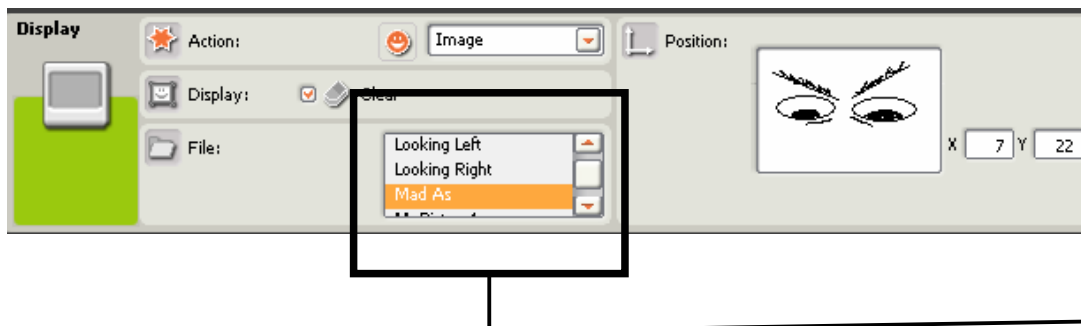 Display
Action:
Image
Position:
Display:
Clear
File:
Looking Left
Looking Right
Mad As
X 7 Y 22